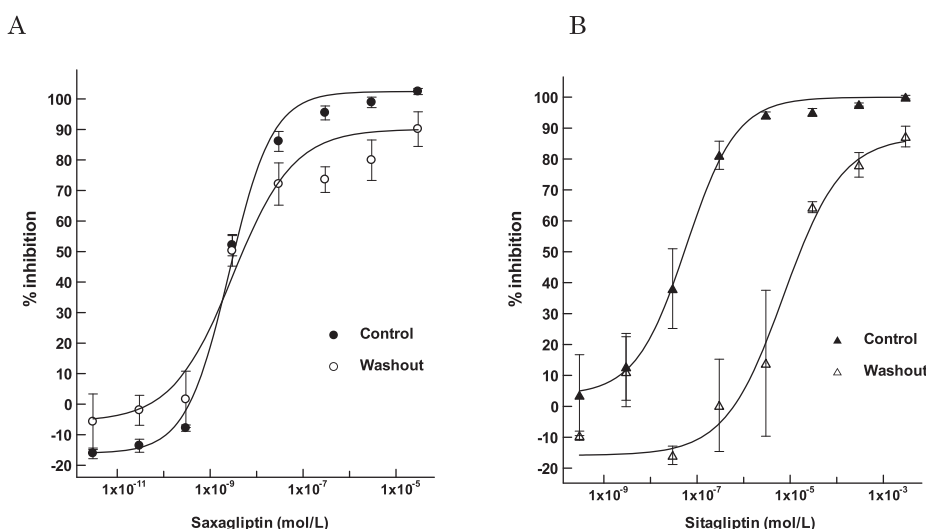 A
B
100
90
80
70
60
50
40
30
20
10
0
-10
-20
% inhibition
Control
Washout
1x10-11
1x10-9
1x10-7
1x10-5
Saxagliptin (mol/L)
100
90
80
70
60
50
40
30
20
10
0
-10
-20
% inhibition
Control
Washout
1x10-9
1x10-7
1x10-5
1x10-3
Sitagliptin (mol/L)